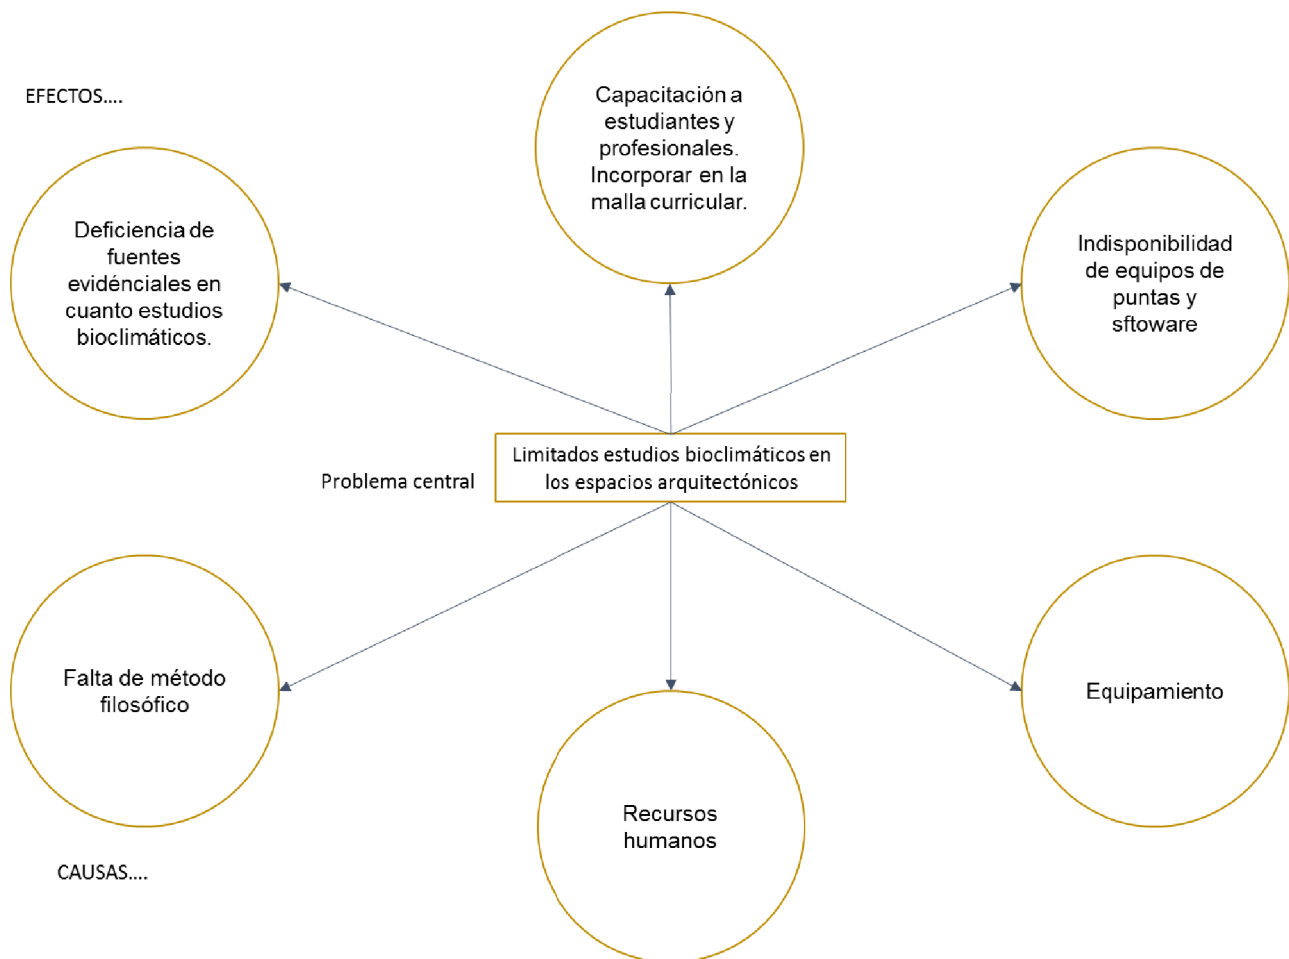 EFECTOS....
Capacitación a
estudiantes y
profesionales.
Incorporar en la
malla curricular.
Deficiencia de
fuentes
evidénciales en
cuanto estudios
bioclimáticos.
Indisponibilidad
de equipos de
puntas y
sftoware
Problema central
Limitados estudios bioclimáticos en
los espacios arquitectónicos
Falta de método
filosófico
Recursos
humanos
Equipamiento
CAUSAS....